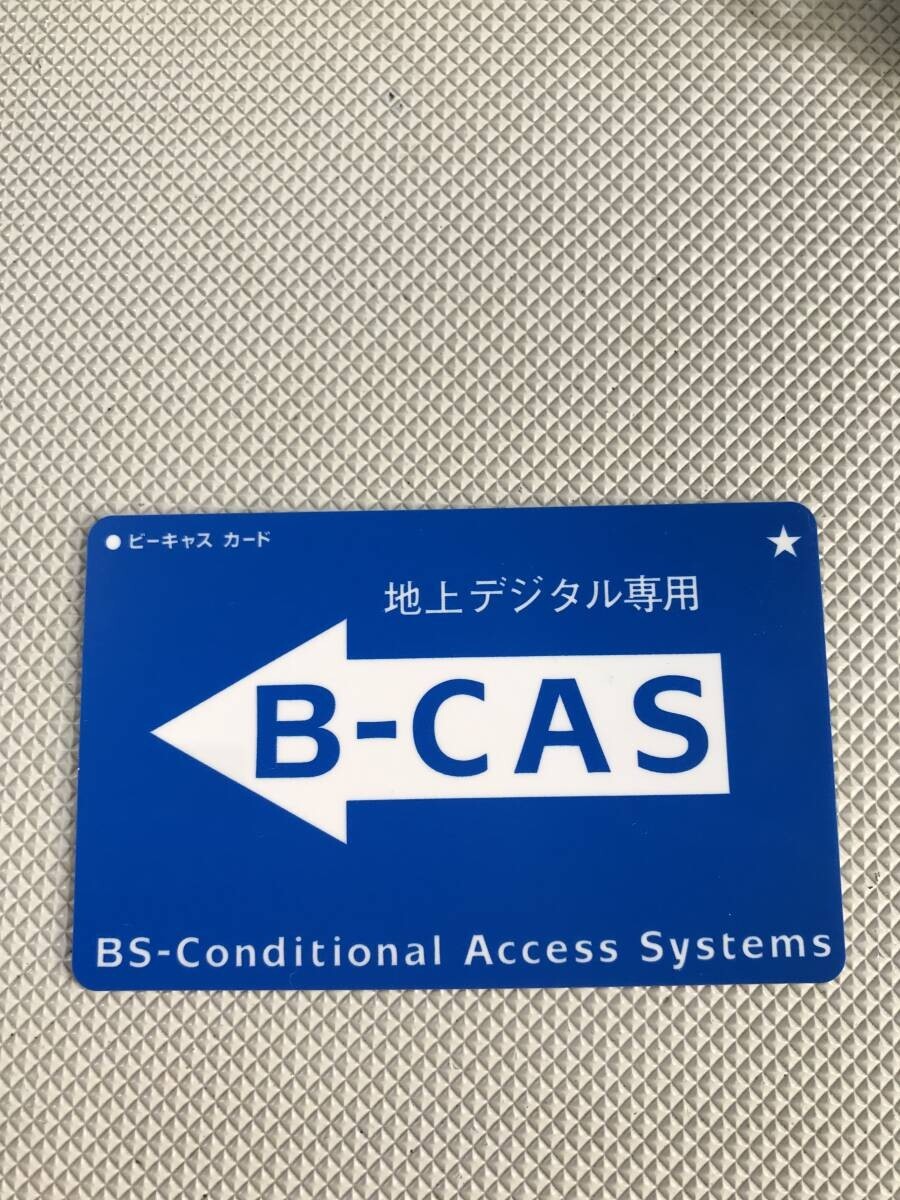 ●ビーキャス カード
★
地上デジタル専用
B-CAS
BS-Conditional Access Systems